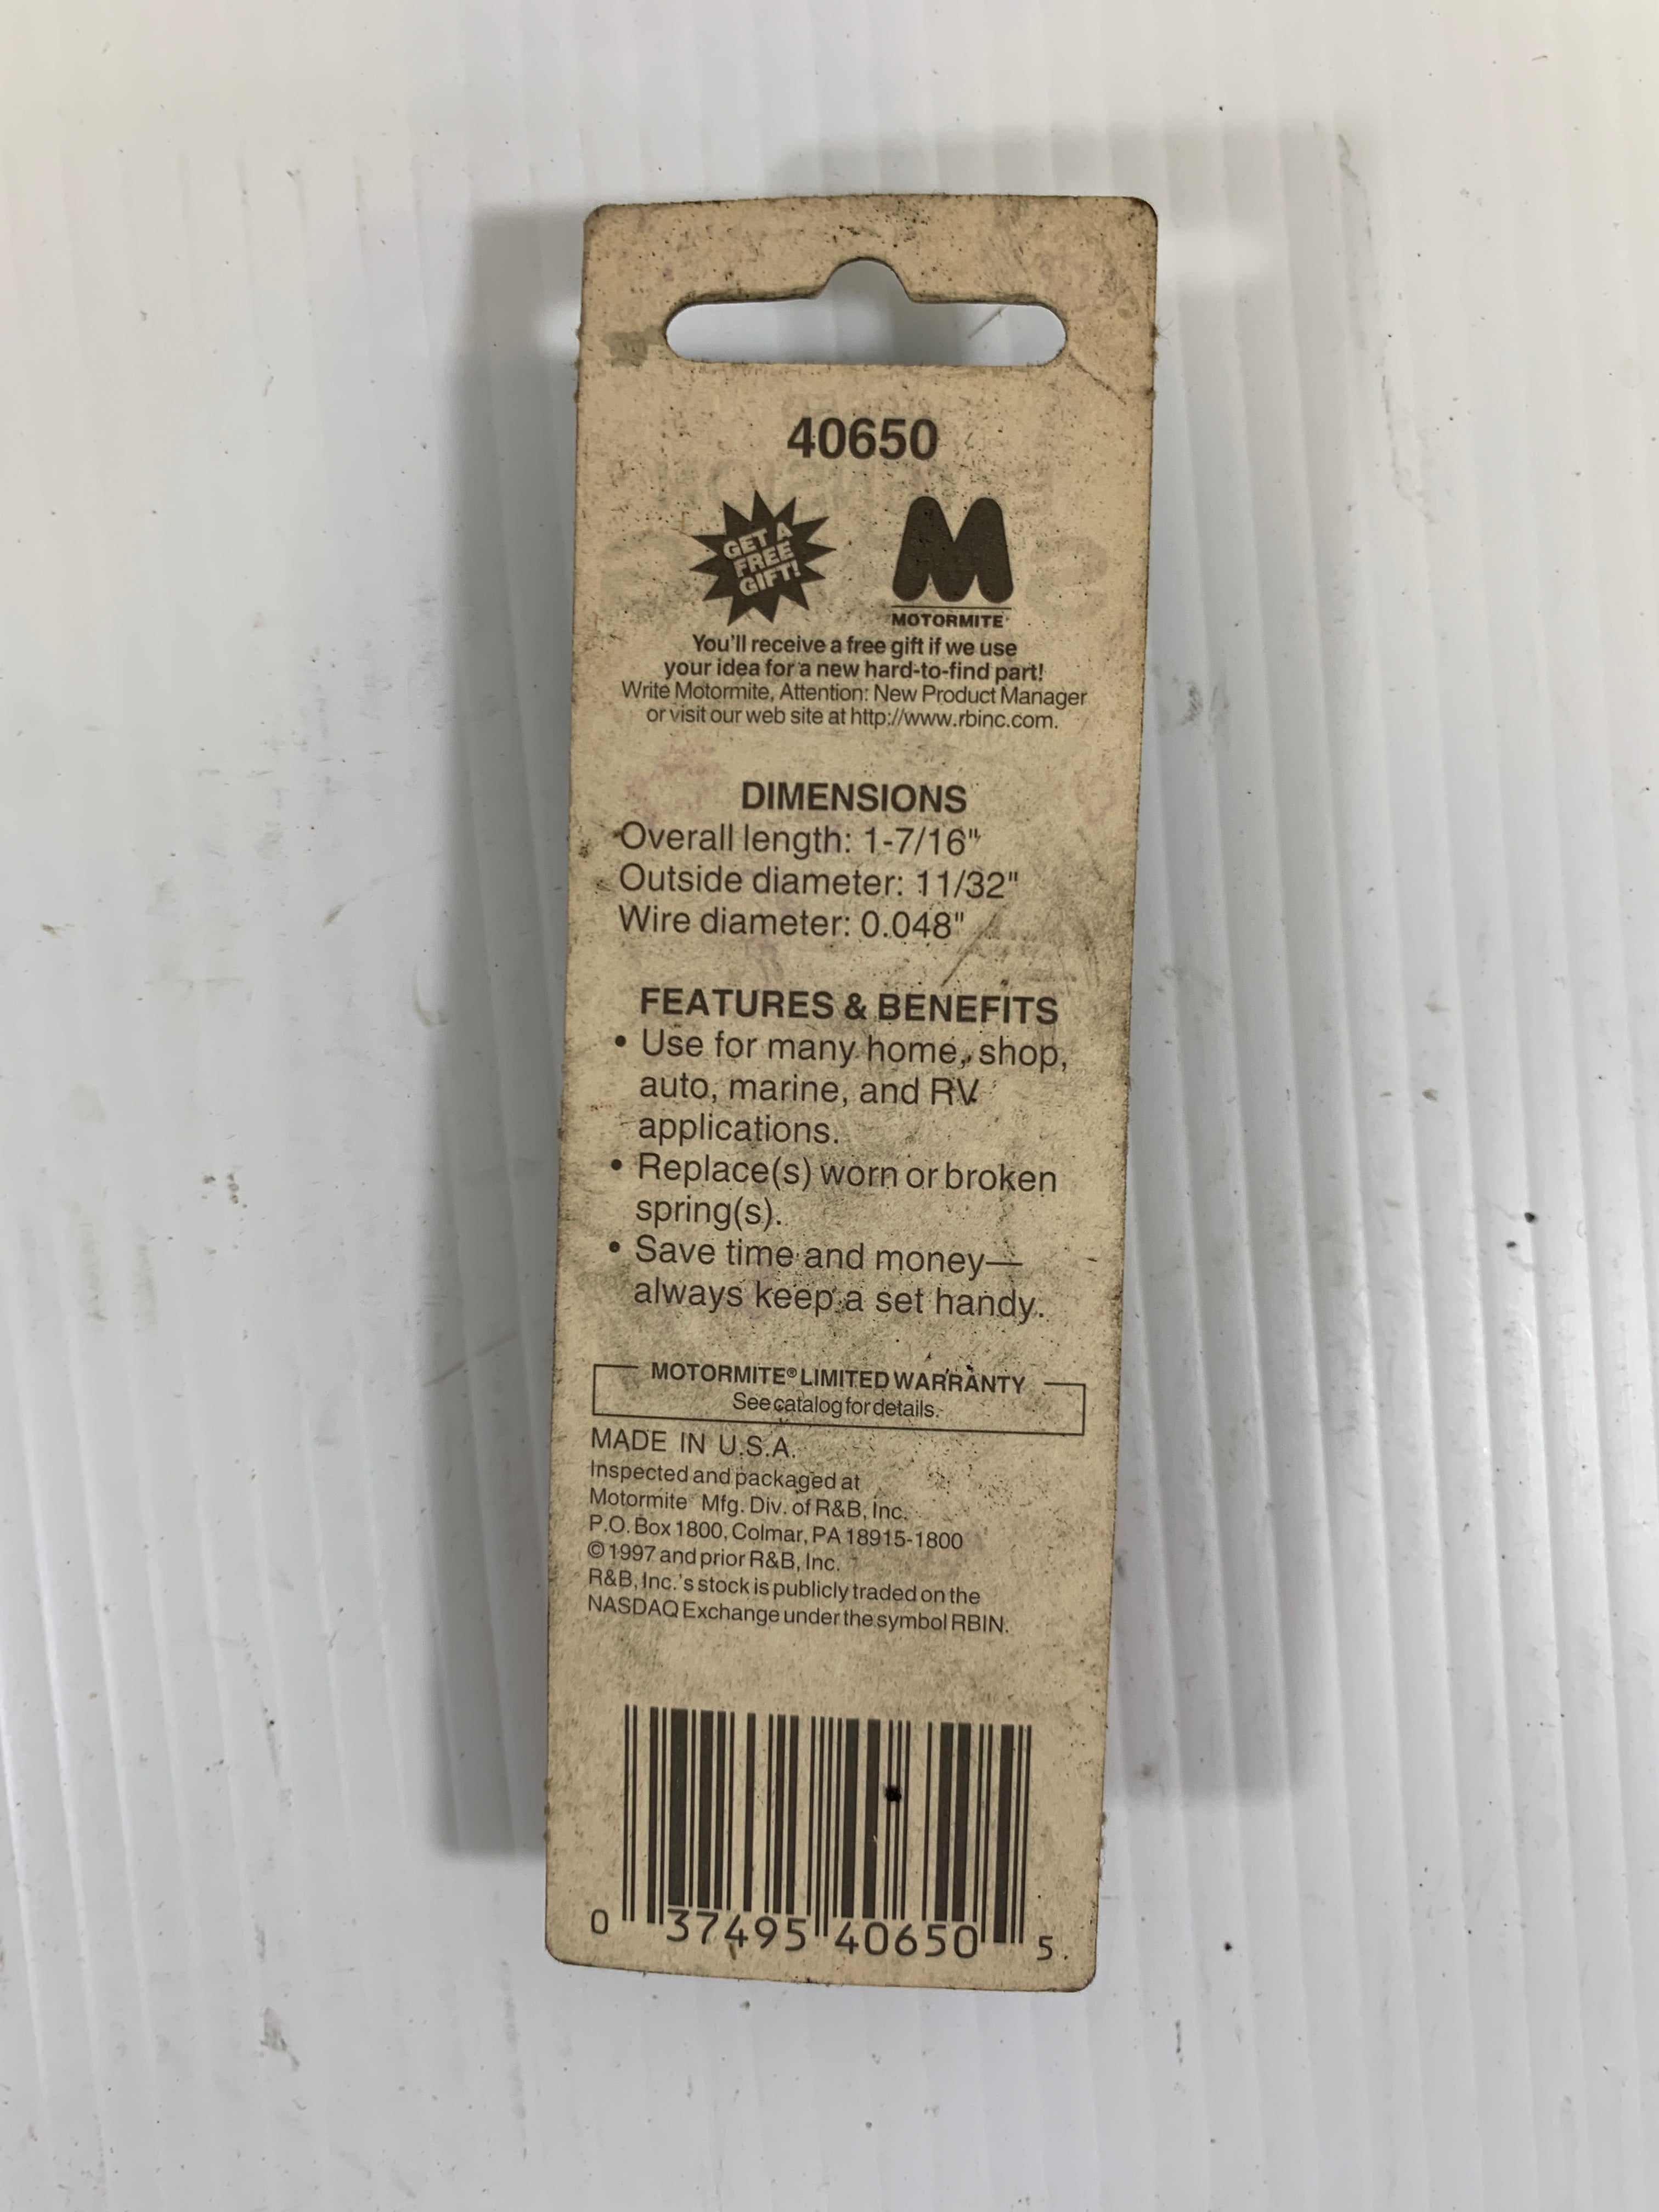 40650
GET A
FREE
GIFT!
MOTORMITE
You'll receive a free gift if we use
your idea for a new hard-to-find part!
Write Motormite, Attention: New Product Manager
or visit our web site at http://www.rbinc.com.
DIMENSIONS
Overall length: 1-7/16"
Outside diameter: 11/32"
Wire diameter: 0.048"
FEATURES & BENEFITS
• Use for many home, shop,
auto, marine, and RV
applications.
• Replace(s) worn or broken
spring(s).
• Save time and money—
always keep a set handy.
MOTORMITE® LIMITED WARRANTY
See catalog for details.
MADE IN U.S.A.
Inspected and packaged at
Motormite Mfg. Div. of R&B, Inc.
P.O. Box 1800, Colmar, PA 18915-1800
© 1997 and prior R&B, Inc.
R&B, Inc.'s stock is publicly traded on the
NASDAQ Exchange under the symbol RBIN.
0 37495 40650 5